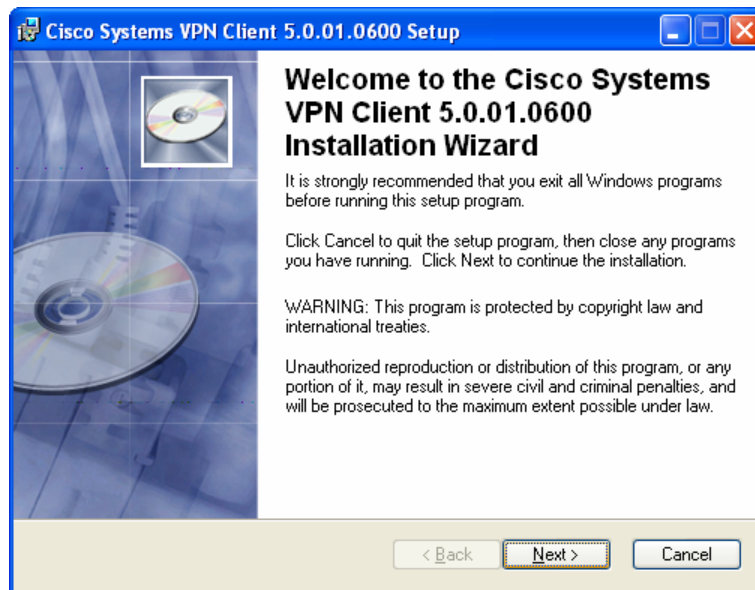 Cisco Systems VPN Client 5.0.01.0600 Setup
Welcome to the Cisco Systems
VPN Client 5.0.01.0600
Installation Wizard
It is strongly recommended that you exit all Windows programs
before running this setup program.
Click Cancel to quit the setup program, then close any programs
you have running.  Click Next to continue the installation.
WARNING: This program is protected by copyright law and
international treaties.
Unauthorized reproduction or distribution of this program, or any
portion of it, may result in severe civil and criminal penalties, and
will be prosecuted to the maximum extent possible under law.
< Back
Next >
Cancel